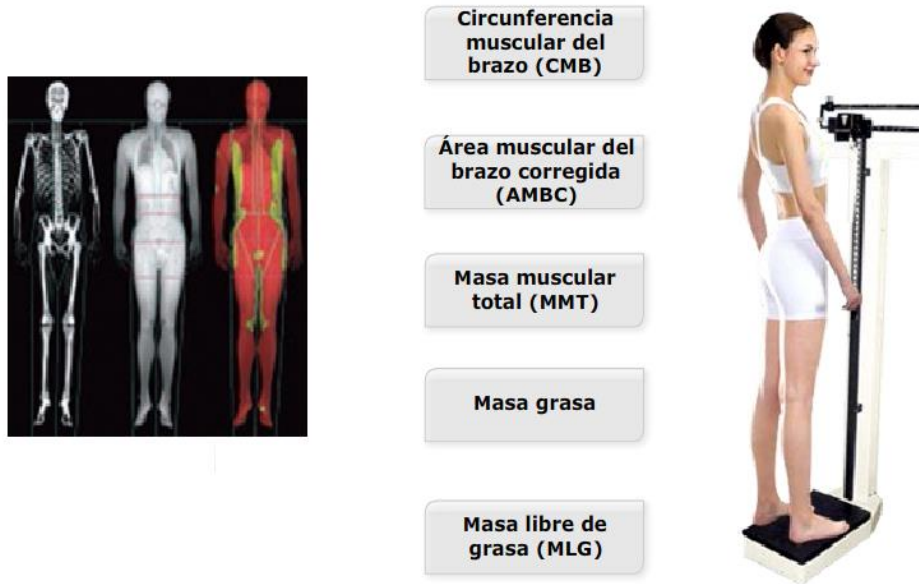 Circunferencia
muscular del
brazo (CMB)
Área muscular del
brazo corregida
(AMBC)
Masa muscular
total (MMT)
Masa grasa
Masa libre de
grasa (MLG)